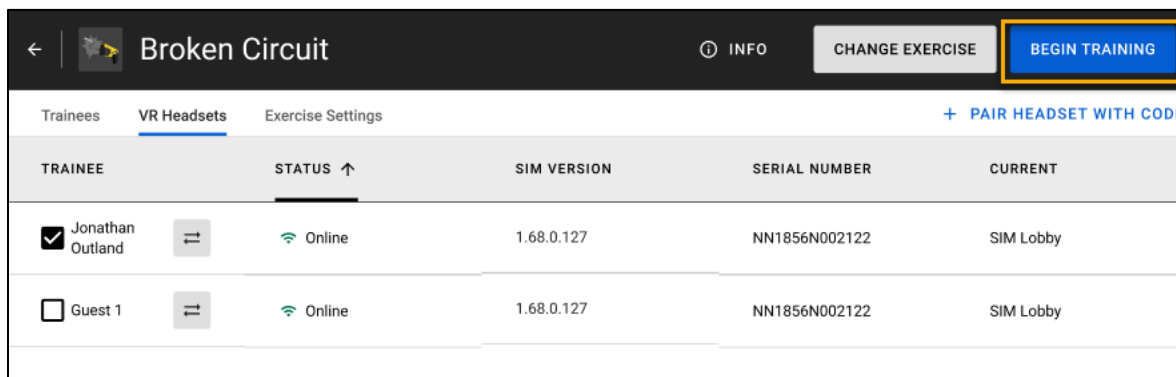 Broken Circuit INFO CHANGE EXERCISE BEGIN TRAINING
Trainees VR Headsets Exercise Settings + PAIR HEADSET WITH COD
TRAINEE STATUS SIM VERSION SERIAL NUMBER CURRENT
Jonathan
Outland
Online 1.68.0.127 NN1856N002122 SIM Lobby
Guest 1 Online 1.68.0.127 NN1856N002122 SIM Lobby